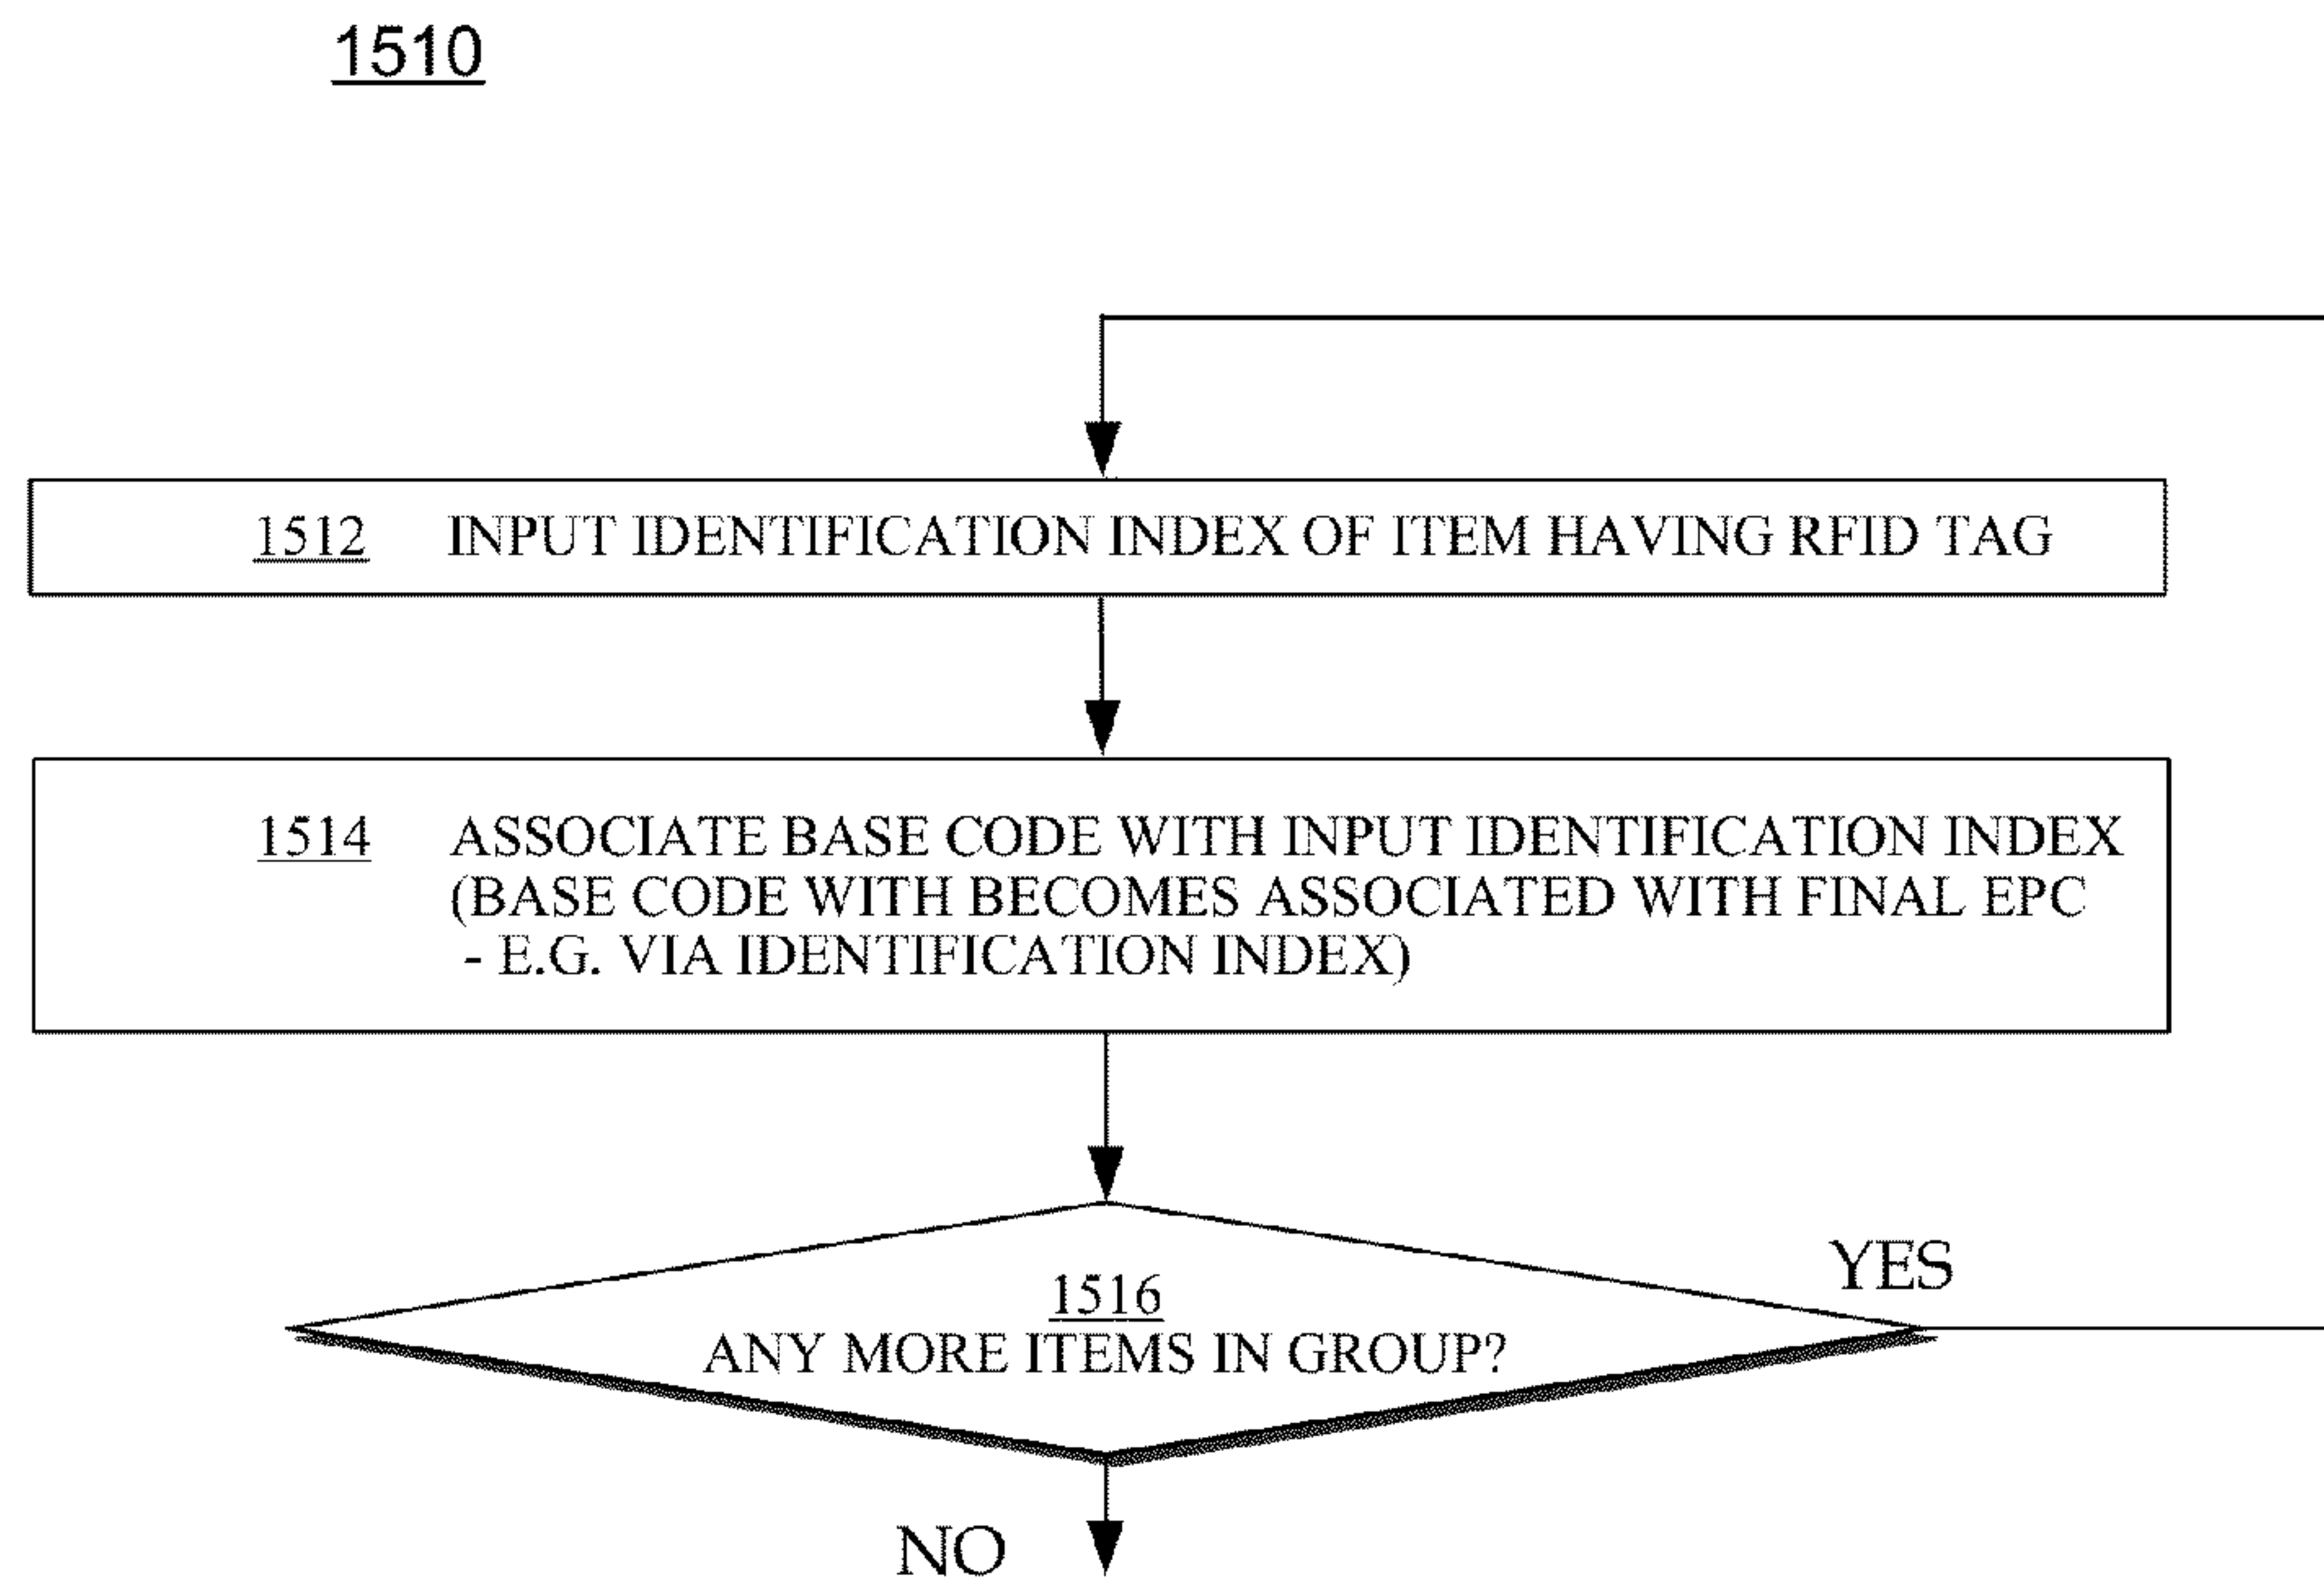 1510
1512 INPUT IDENTIFICATION INDEX OF ITEM HAVING RFID TAG
1514 ASSOCIATE BASE CODE WITH INPUT IDENTIFICATION INDEX
(BASE CODE WITH BECOMES ASSOCIATED WITH FINAL EPC
- E.G. VIA IDENTIFICATION INDEX)
YES
1516
ANY MORE ITEMS IN GROUP?
NO